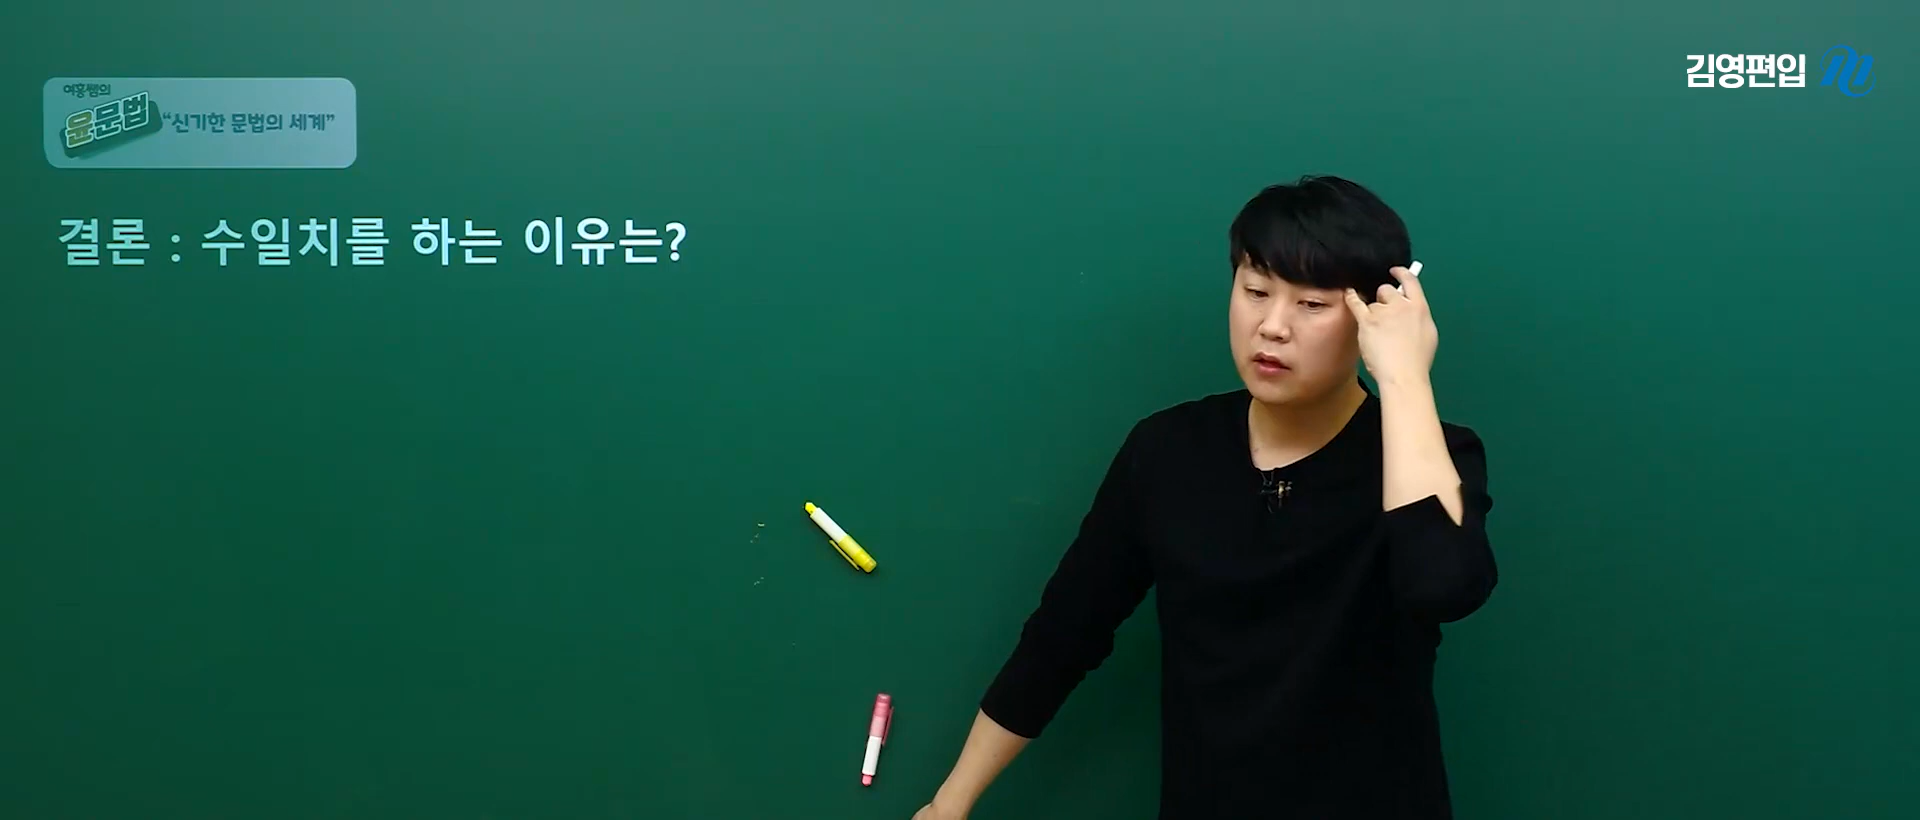 여홍쌤의
윤문법 “신기한 문법의 세계”
김영편입
결론 : 수일치를 하는 이유는?